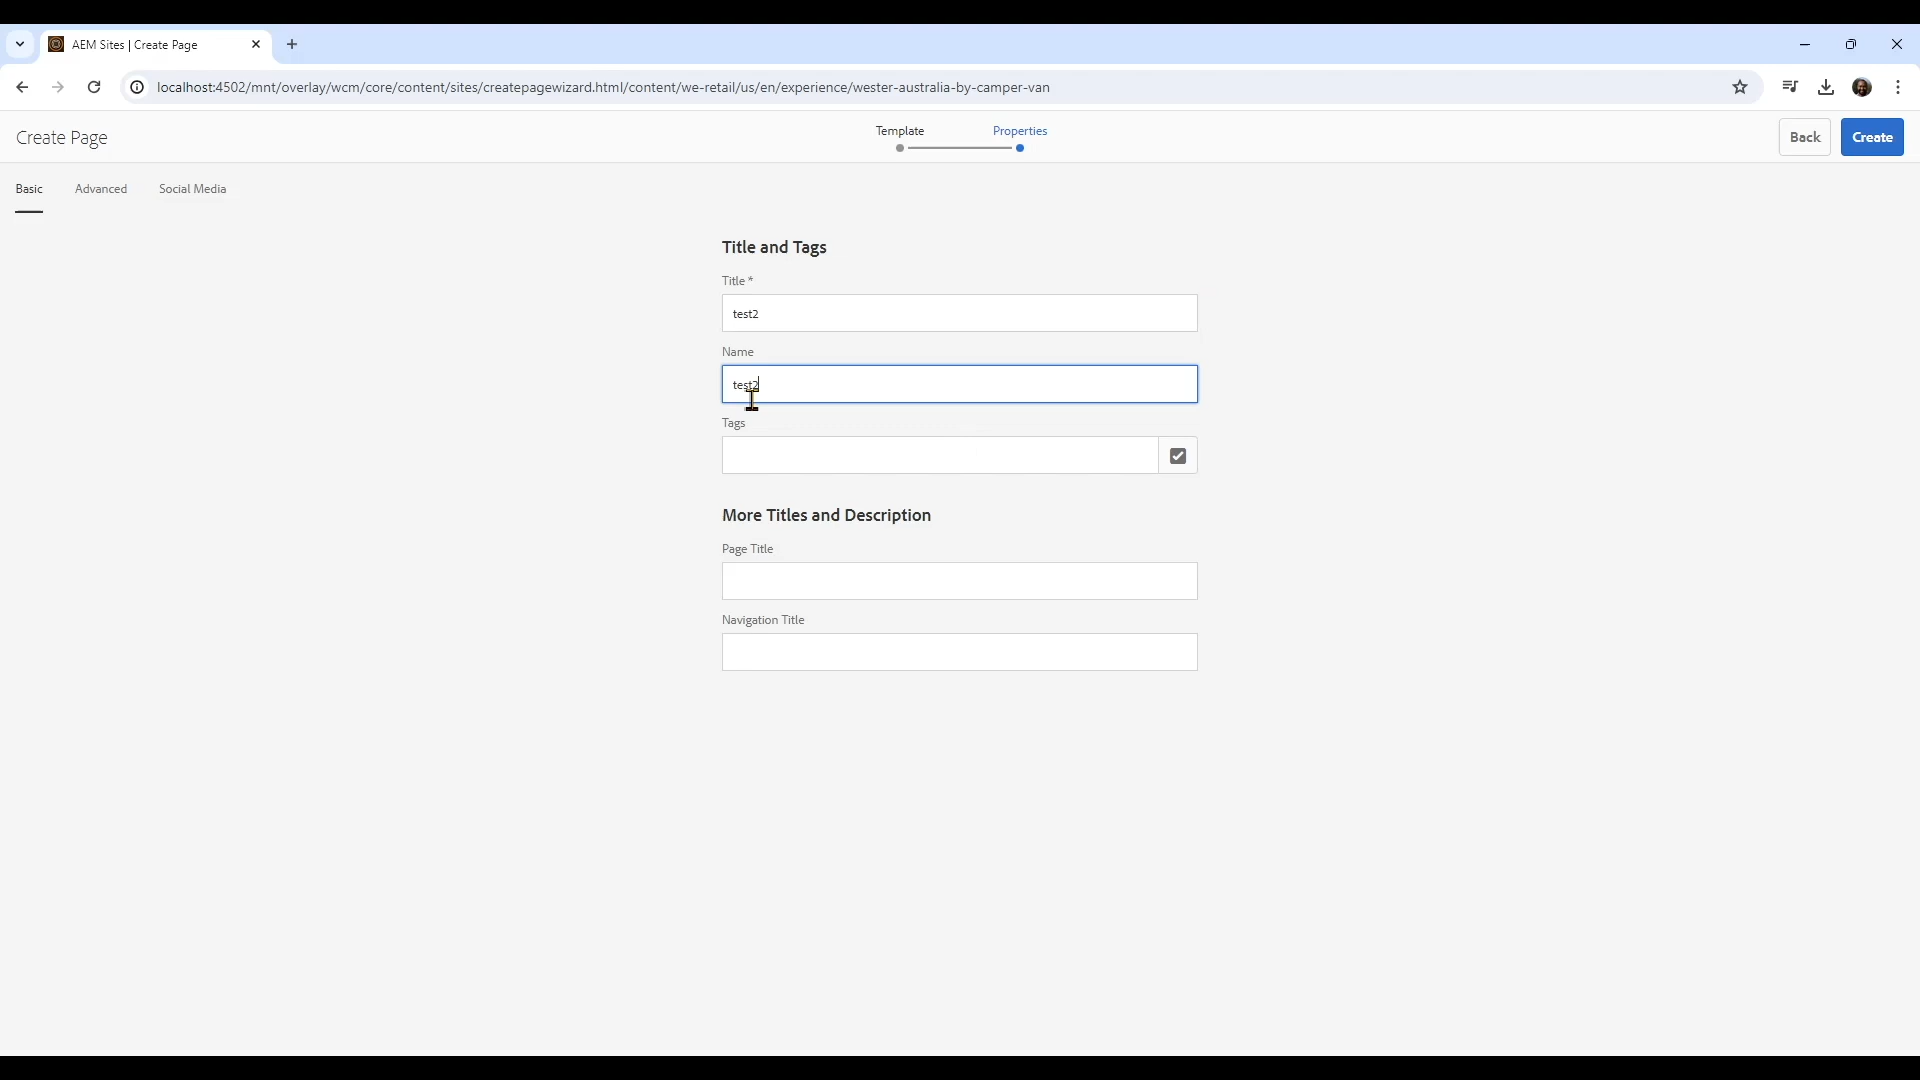 AEM Sites | Create Page
localhost:4502/mnt/overlay/wcm/core/content/sites/createpagewizard.html/content/we-retail/us/en/experience/wester-australia-by-camper-van
Create Page
Template
Properties
Back
Create
Basic
Advanced
Social Media
Title and Tags
Title *
test2
Name
test2
Tags
More Titles and Description
Page Title
Navigation Title